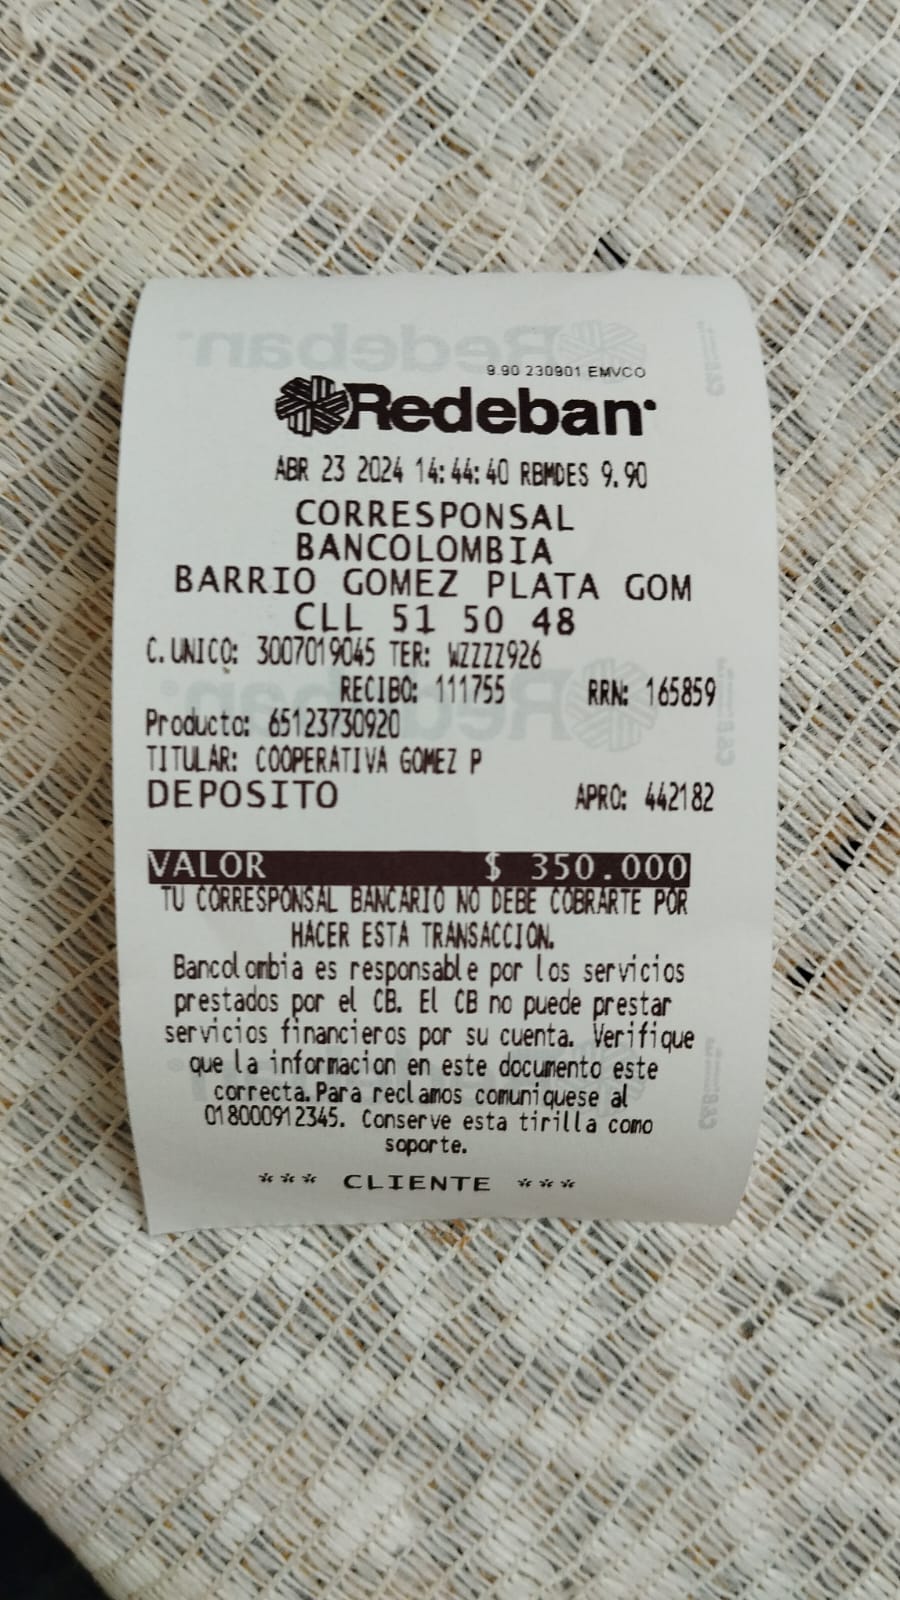 9.90 230901 EMVCO
Redeban
ABR 23 2024 14:44:40 RBMDES 9.90
CORRESPONSAL
BANCOLOMBIA
BARRIO GOMEZ PLATA GOM
CLL 51 50 48
C.UNICO: 3007019045 TER: WZZZZ926
RECIBO: 111755 RRN: 165859
Producto: 65123730920
TITULAR: COOPERATIVA GOMEZ P
DEPOSITO APRO: 442182
VALOR $ 350.000
TU CORRESPONSAL BANCARIO NO DEBE COBRARTE POR
HACER ESTA TRANSACCION.
Bancolombia es responsable por los servicios
prestados por el CB. El CB no puede prestar
servicios financieros por su cuenta. Verifique
que la informacion en este documento este
correcta.Para reclamos comuniquese al
018000912345. Conserve esta tirilla como
soporte.
*** CLIENTE ***